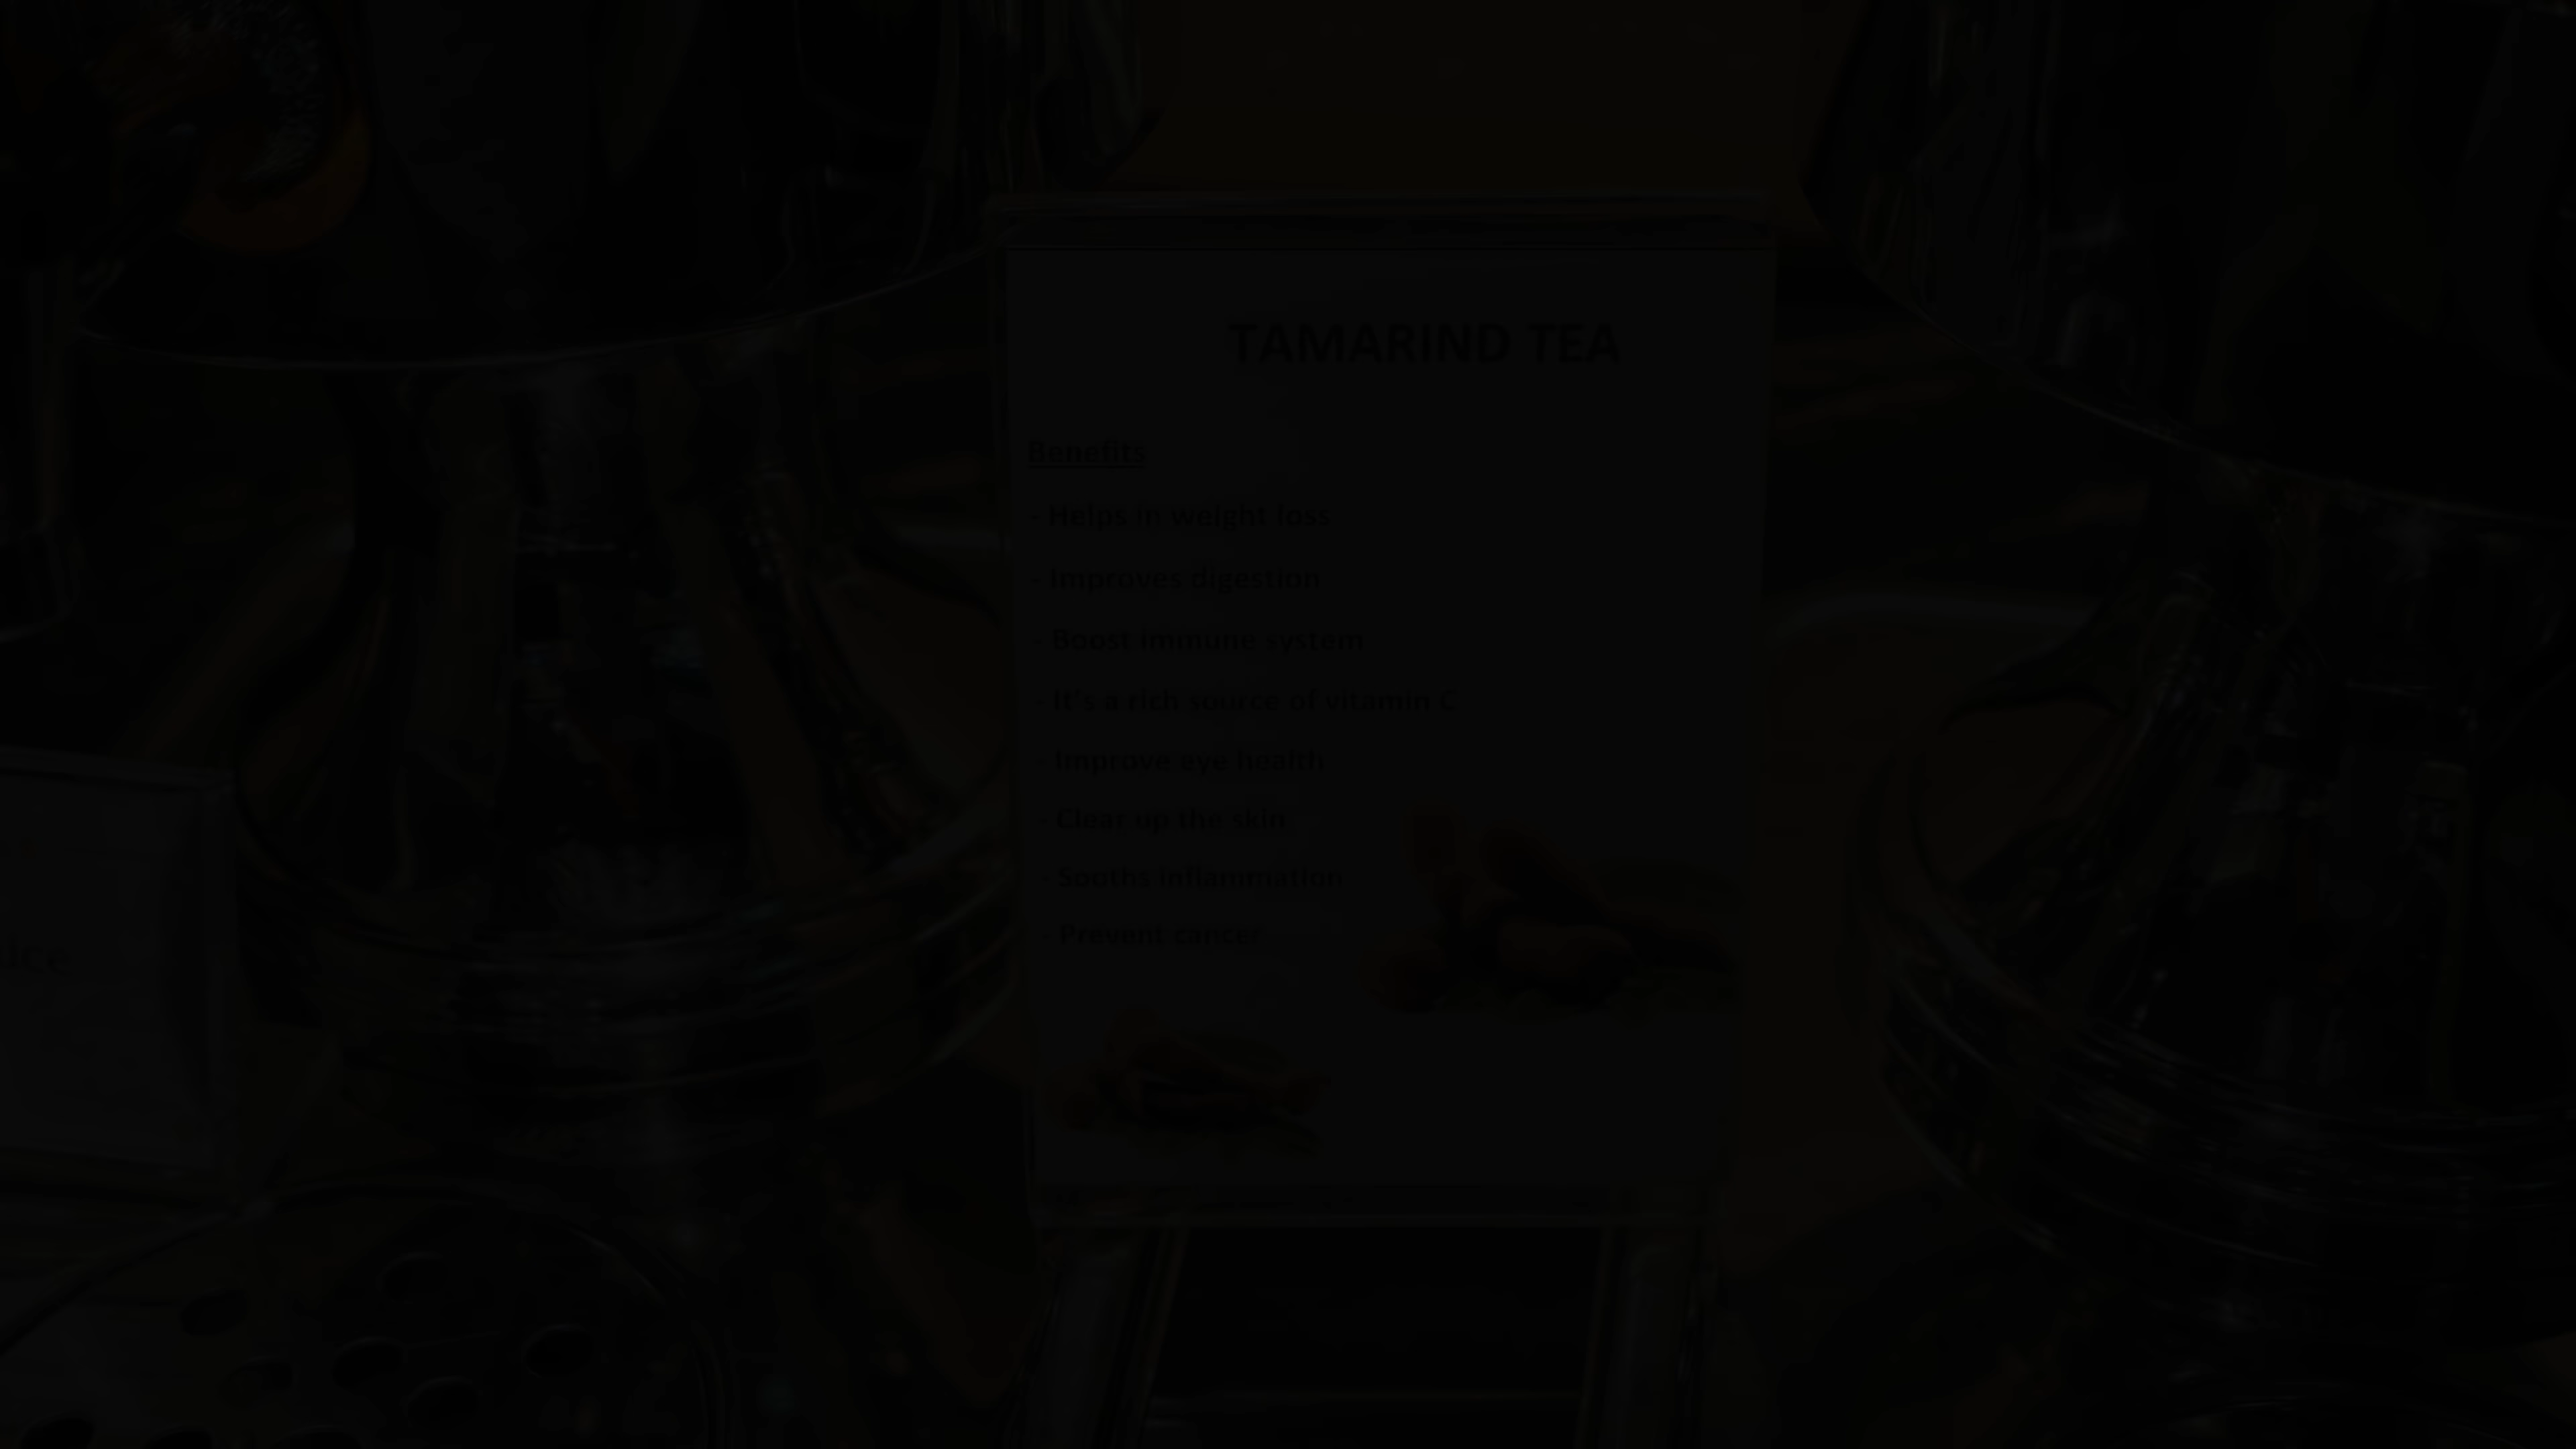 TAMARIND TEA
Benefits
- Helps in weight loss
- Improves digestion
- Boost immune system
- It's a rich source of vitamin C
- Improve eye health
- Clear up the skin
- Sooths inflammation
- Prevent cancer